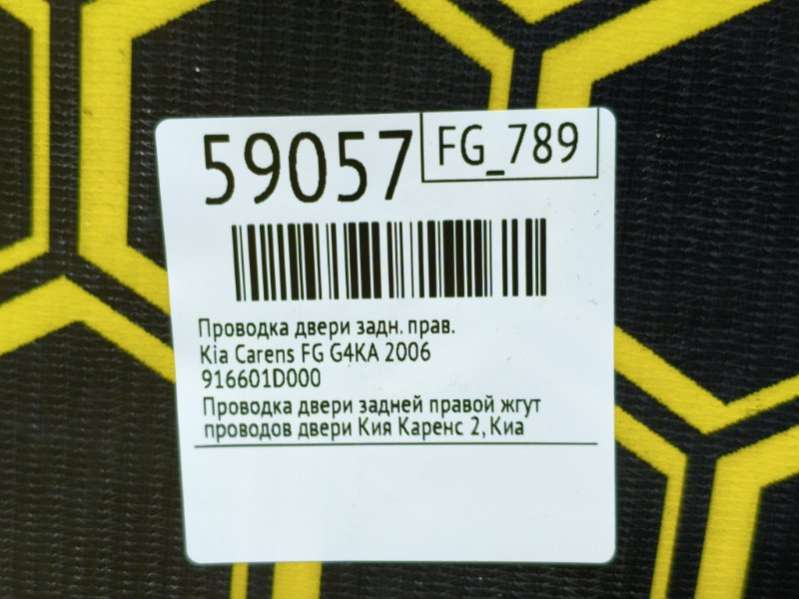 59057
FG_789
Проводка двери задн. прав.
Kia Carens FG G4KA 2006
916601D000
Проводка двери задней правой жгут
проводов двери Кия Каренс 2, Киа